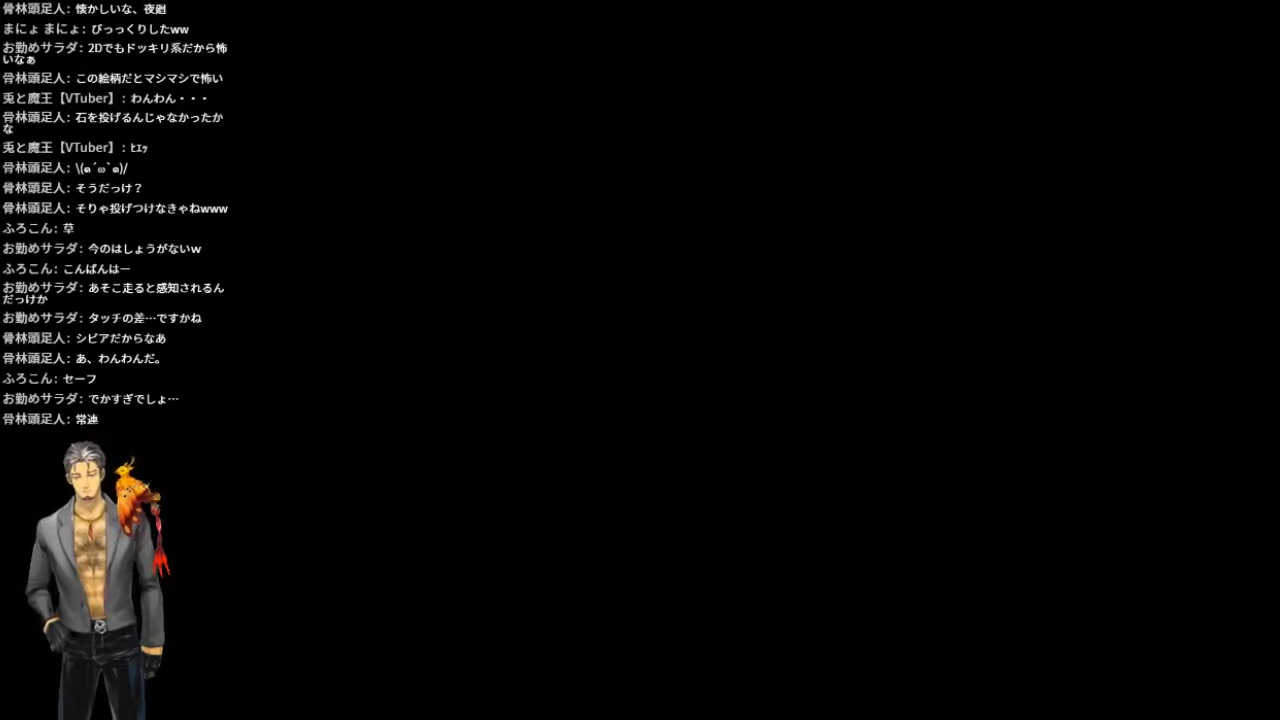 骨林頭足人: 懐かしいな、夜廻
まにょ まにょ: びっっくりしたww
お勤めサラダ: 2Dでもドッキリ系だから怖
いなぁ
骨林頭足人: この絵柄だとマシマシで怖い
兎と魔王【VTuber】: わんわん・・・
骨林頭足人: 石を投げるんじゃなかったか
な
兎と魔王【VTuber】: ﾋｴｯ
骨林頭足人: \(๑´ω`๑)/
骨林頭足人: そうだっけ？
骨林頭足人: そりゃ投げつけなきゃねwww
ふろこん: 草
お勤めサラダ: 今のはしょうがないw
ふろこん: こんばんはー
お勤めサラダ: あそこ走ると感知されるん
だっけか
お勤めサラダ: タッチの差…ですかね
骨林頭足人: シビアだからなあ
骨林頭足人: あ、わんわんだ。
ふろこん: セーフ
お勤めサラダ: でかすぎでしょ…
骨林頭足人: 常連